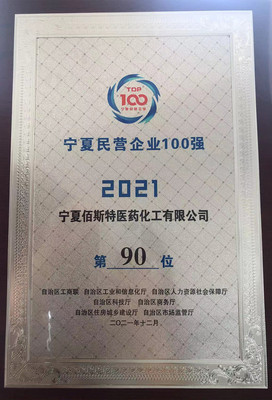 TOP
100
宁夏民营企业100强
2021
宁夏佰斯特医药化工有限公司
第 90 位
自治区工商联 自治区工业和信息化厅 自治区人力资源社会保障厅
自治区科技厅 自治区商务厅
自治区住房城乡建设厅 自治区市场监管厅
二〇二一年十二月